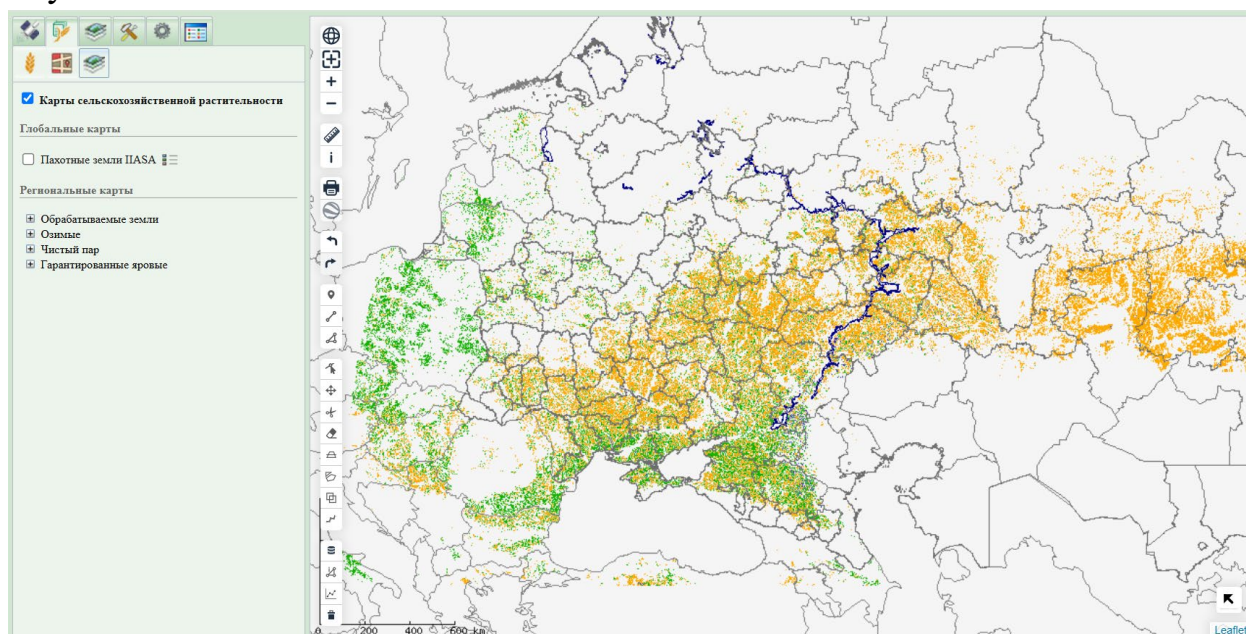 Карты сельскохозяйственной растительности
Глобальные карты
Пахотные земли IIASA
Региональные карты
Обрабатываемые земли
Озимые
Чистый пар
Гарантированные яровые
0 200 400 600 km
Leaflet